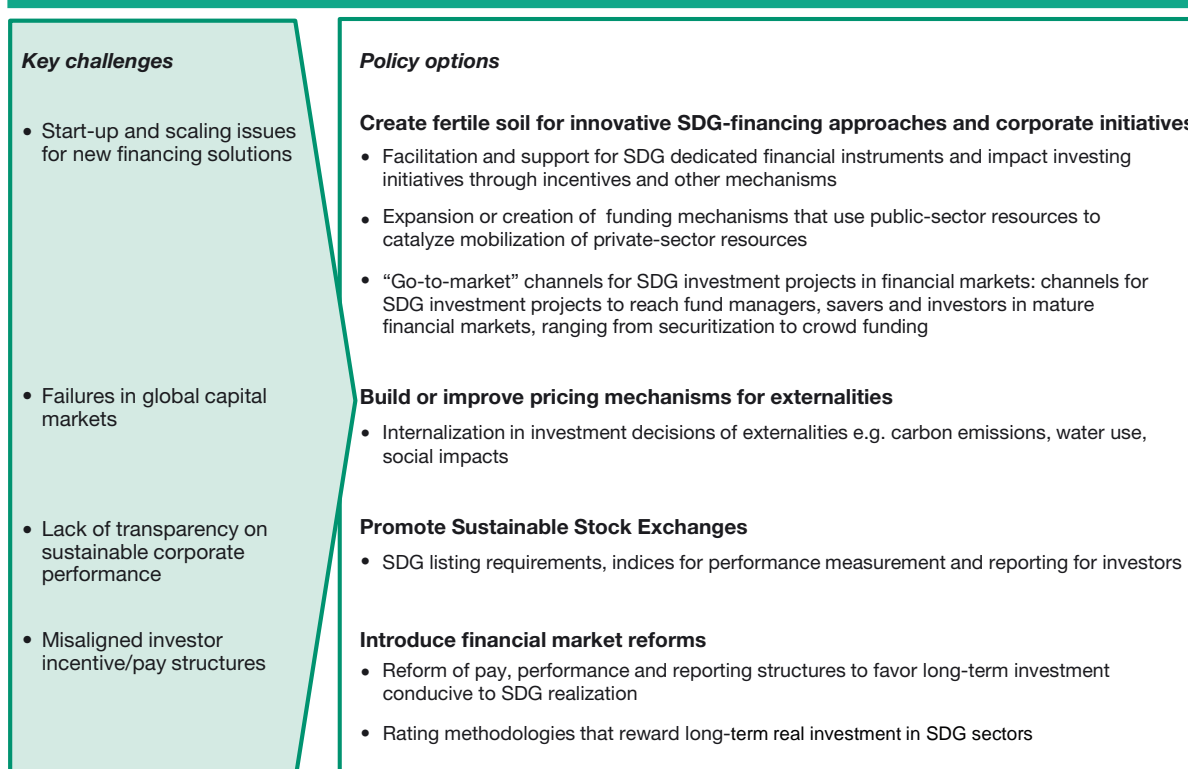 Key challenges
• Start-up and scaling issues
for new financing solutions
• Failures in global capital
markets
• Lack of transparency on
sustainable corporate
performance
• Misaligned investor
incentive/pay structures
Policy options
Create fertile soil for innovative SDG-financing approaches and corporate initiatives
• Facilitation and support for SDG dedicated financial instruments and impact investing
initiatives through incentives and other mechanisms
• Expansion or creation of  funding mechanisms that use public-sector resources to
catalyze mobilization of private-sector resources
• “Go-to-market” channels for SDG investment projects in financial markets: channels for
SDG investment projects to reach fund managers, savers and investors in mature
financial markets, ranging from securitization to crowd funding
Build or improve pricing mechanisms for externalities
• Internalization in investment decisions of externalities e.g. carbon emissions, water use,
social impacts
Promote Sustainable Stock Exchanges
• SDG listing requirements, indices for performance measurement and reporting for investors
Introduce financial market reforms
• Reform of pay, performance and reporting structures to favor long-term investment
conducive to SDG realization
• Rating methodologies that reward long-term real investment in SDG sectors